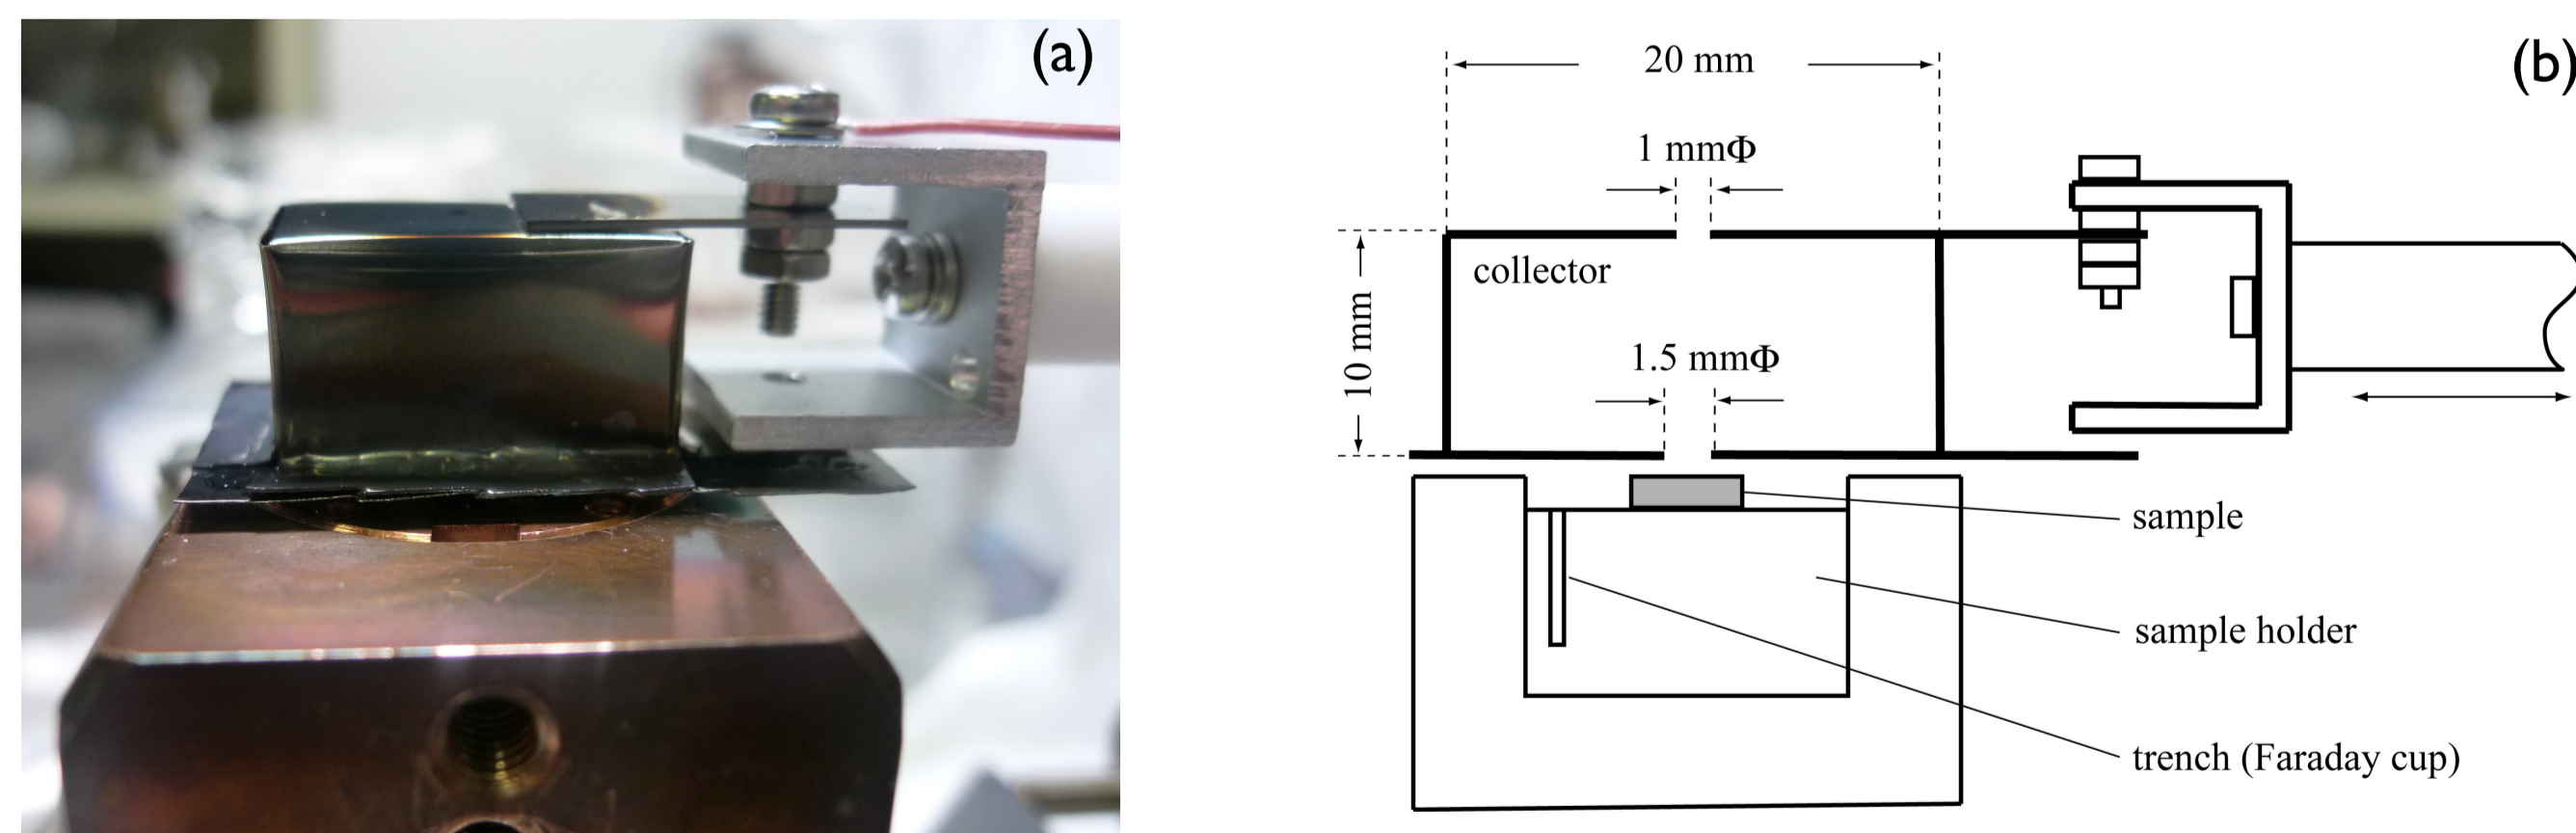 (a)
(b)
20 mm
1 mmΦ
collector
10 mm
1.5 mmΦ
sample
sample holder
trench (Faraday cup)